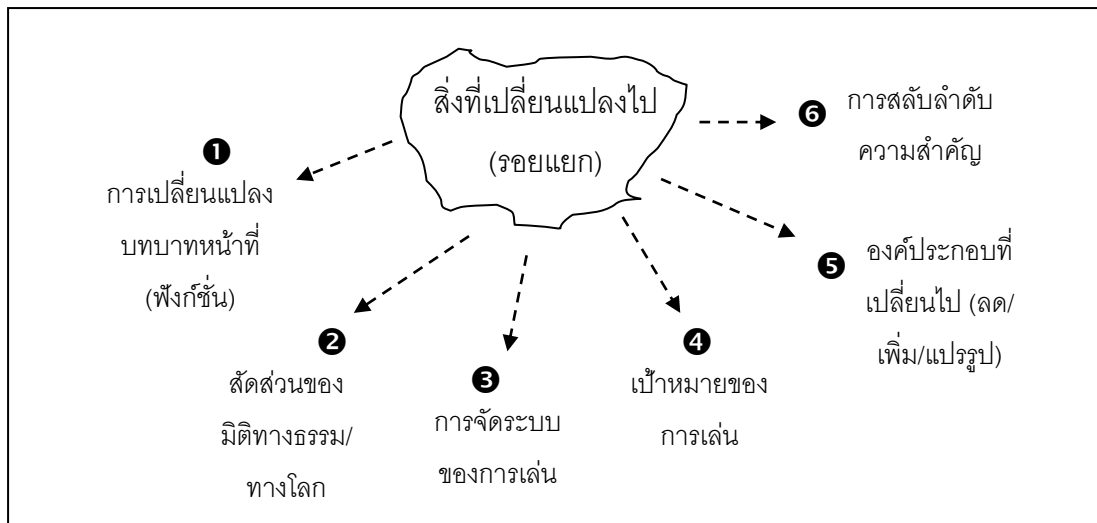 สิ่งที่เปลี่ยนแปลงไป
(รอยแยก)
❶
การเปลี่ยนแปลง
บทบาทหน้าที่
(ฟังก์ชั่น)
❷
สัดส่วนของ
มิติทางธรรม/
ทางโลก
❸
การจัดระบบ
ของการเล่น
❹
เป้าหมายของ
การเล่น
❺ องค์ประกอบที่
เปลี่ยนไป (ลด/
เพิ่ม/แปรรูป)
❻ การสลับลำดับ
ความสำคัญ